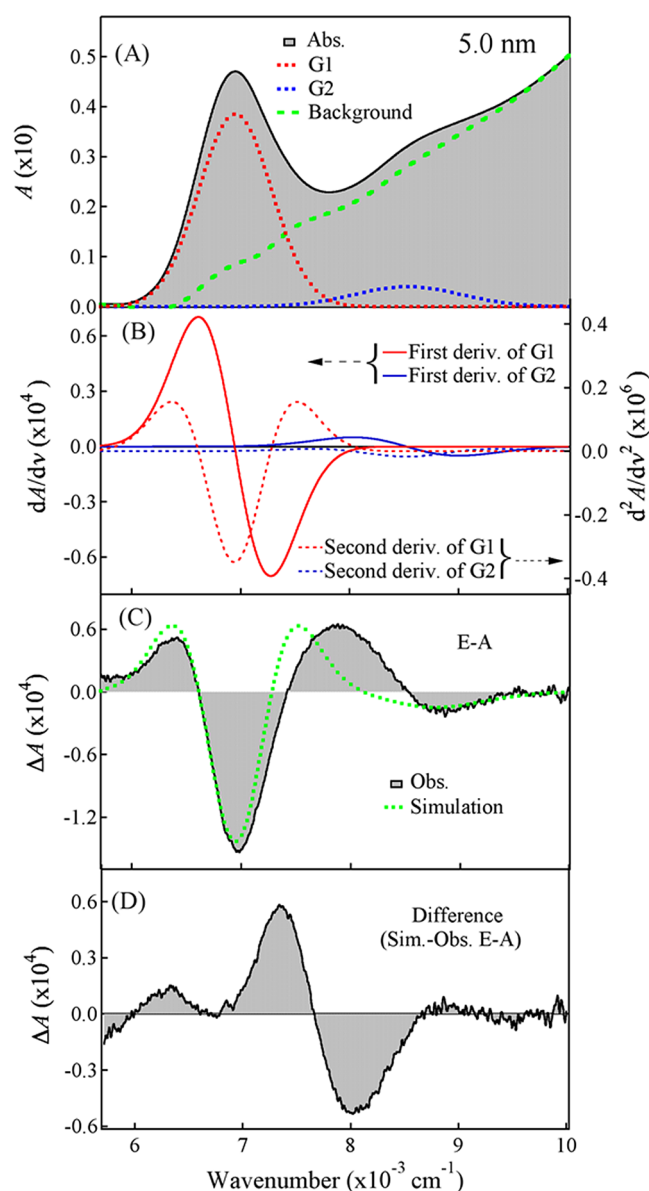 (A)
5.0 nm
Abs.
G1
G2
Background
A (x10)
0.5
0.4
0.3
0.2
0.1
0.0
(B)
First deriv. of G1
First deriv. of G2
Second deriv. of G1
Second deriv. of G2
dA/dν (x10⁴)
0.6
0.3
0.0
-0.3
-0.6
d²A/dν² (x10⁶)
0.4
0.2
0.0
-0.2
-0.4
(C)
E-A
Obs.
Simulation
ΔA (x10⁴)
0.6
0.0
-0.6
-1.2
(D)
Difference
(Sim.-Obs. E-A)
ΔA (x10⁴)
0.6
0.3
0.0
-0.3
-0.6
6 7 8 9 10
Wavenumber (x10⁻³ cm⁻¹)